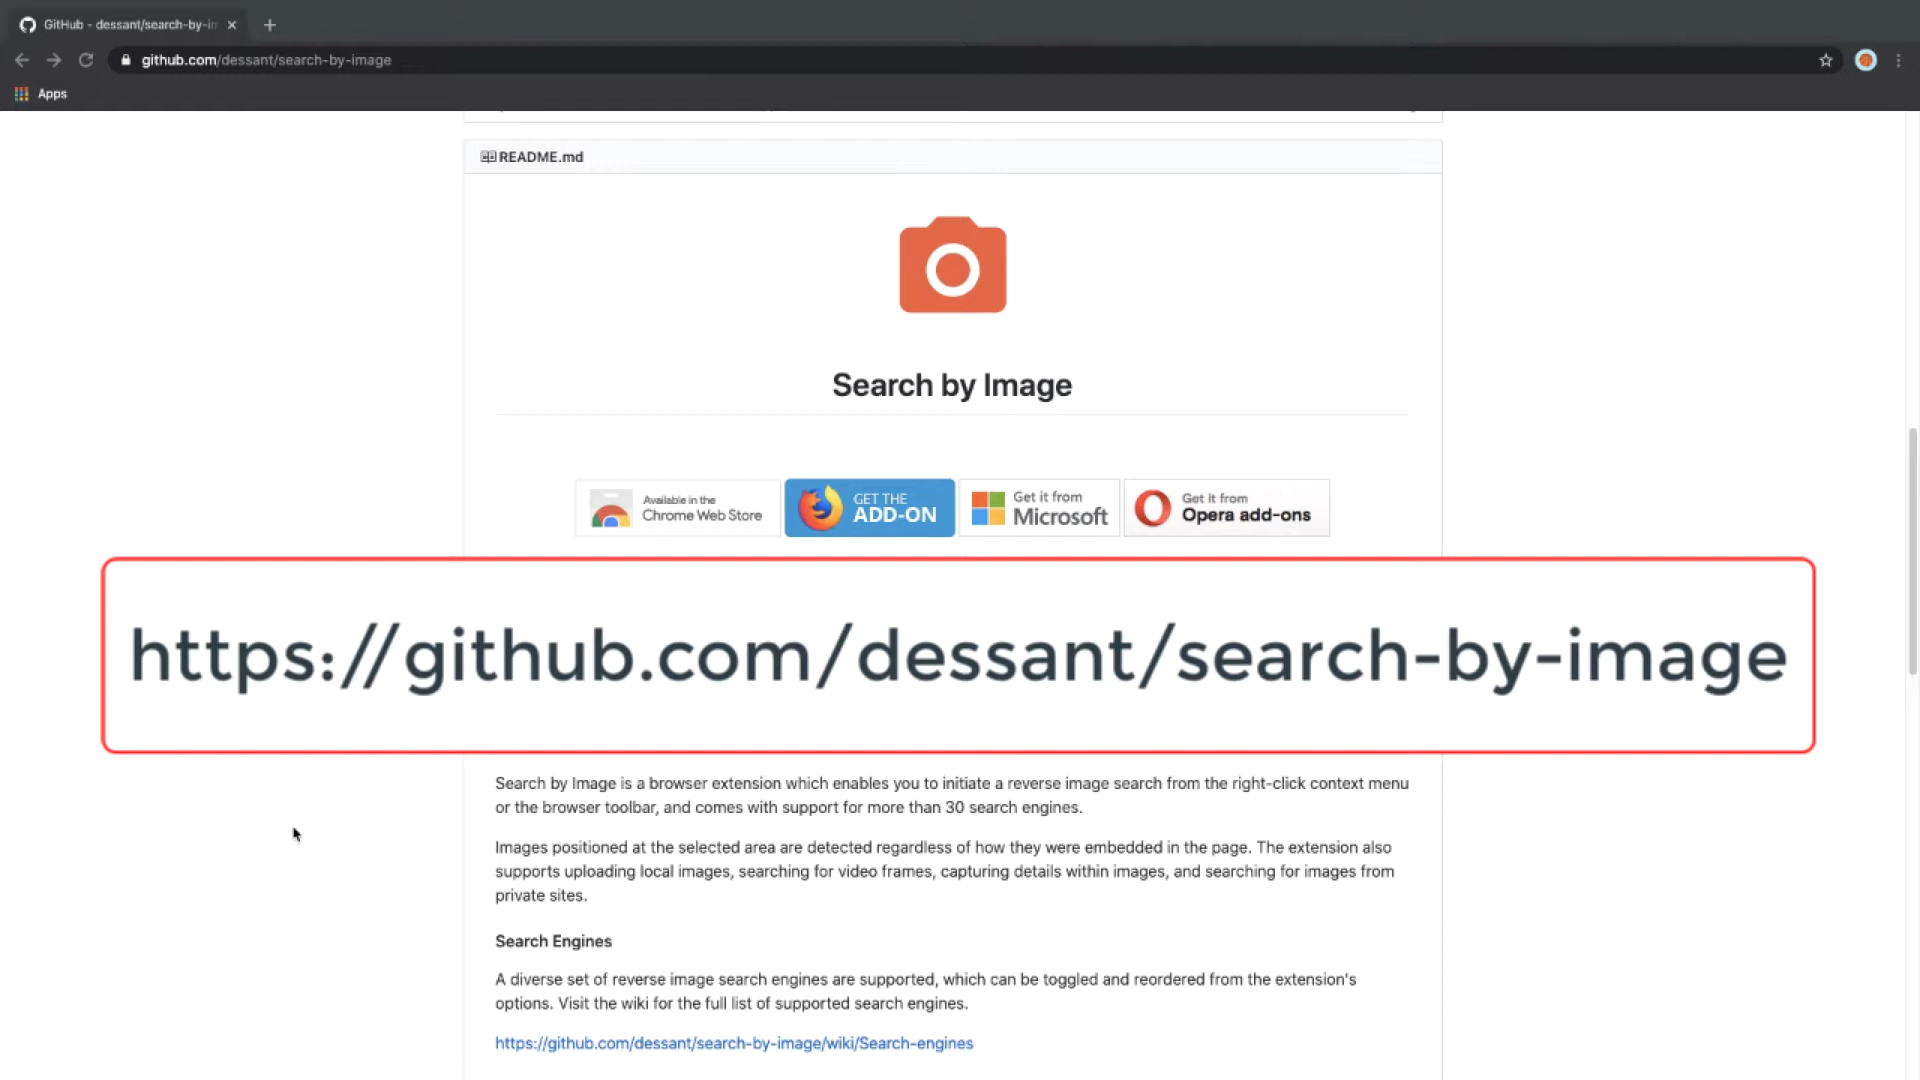 GitHub - dessant/search-by-im
github.com/dessant/search-by-image
Apps
README.md
Search by Image
Available in the
Chrome Web Store
GET THE
ADD-ON
Get it from
Microsoft
Get it from
Opera add-ons
https://github.com/dessant/search-by-image
Search by Image is a browser extension which enables you to initiate a reverse image search from the right-click context menu
or the browser toolbar, and comes with support for more than 30 search engines.
Images positioned at the selected area are detected regardless of how they were embedded in the page. The extension also
supports uploading local images, searching for video frames, capturing details within images, and searching for images from
private sites.
Search Engines
A diverse set of reverse image search engines are supported, which can be toggled and reordered from the extension's
options. Visit the wiki for the full list of supported search engines.
https://github.com/dessant/search-by-image/wiki/Search-engines